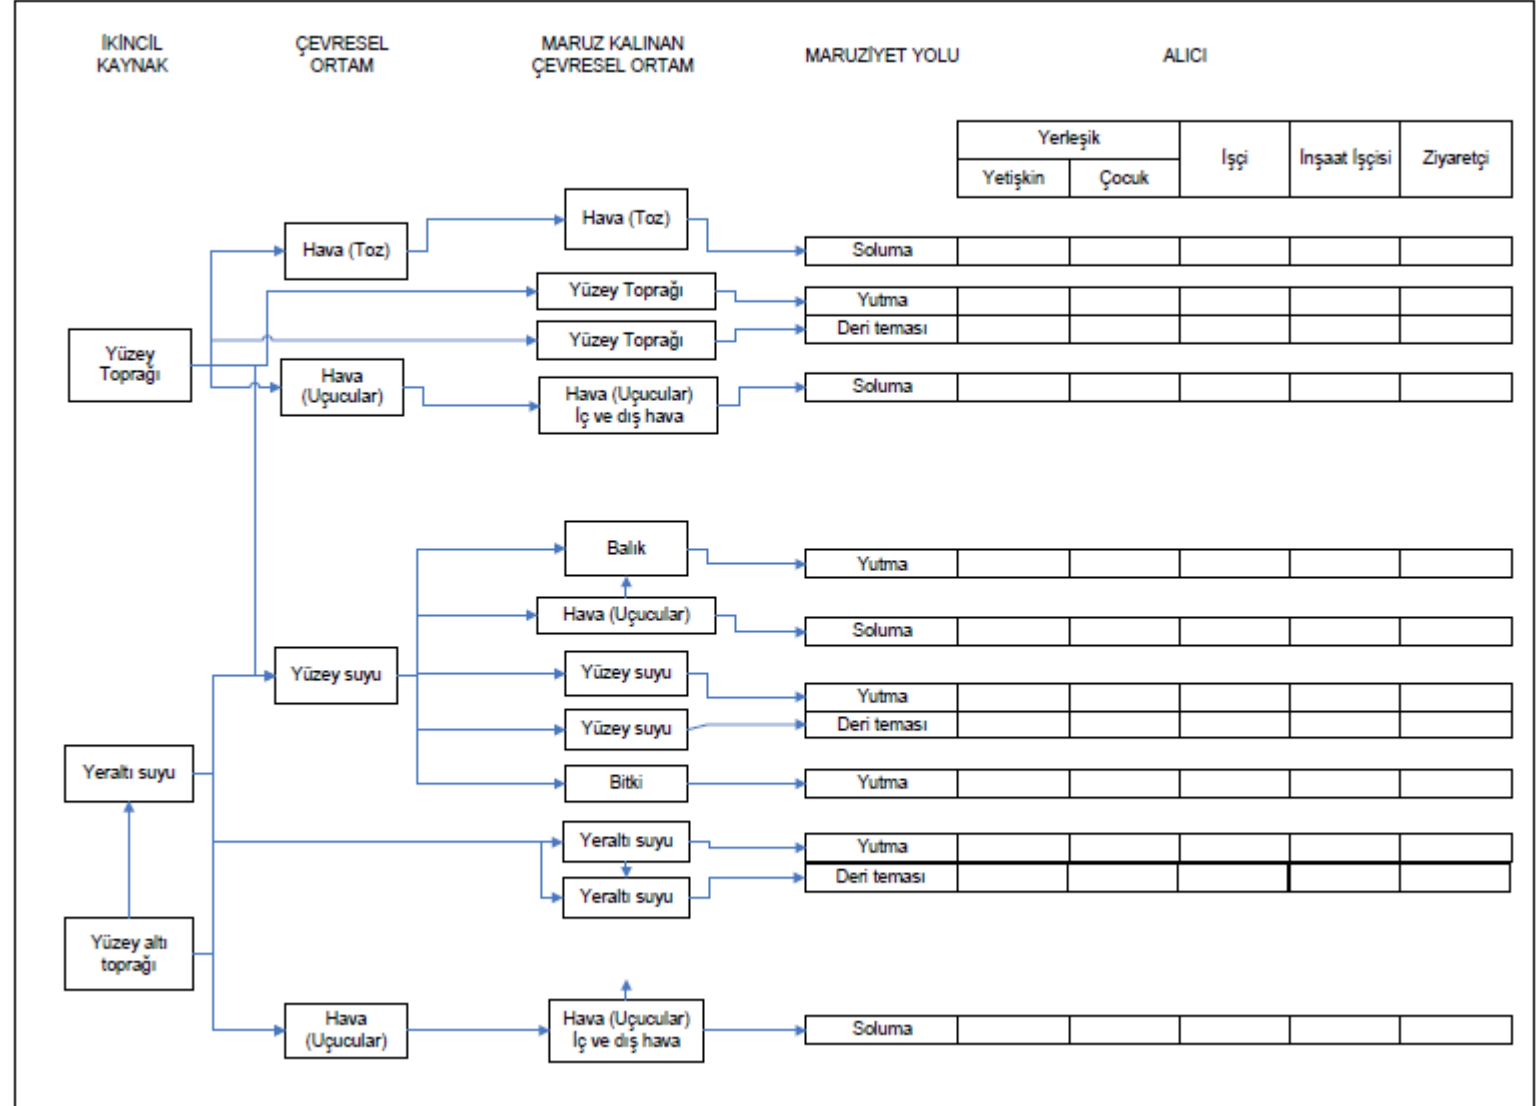 İKİNCİL
KAYNAK
ÇEVRESEL
ORTAM
MARUZ KALINAN
ÇEVRESEL ORTAM
MARUZİYET YOLU
ALICI
Yerleşik
Yetişkin
Çocuk
İşçi
İnşaat İşçisi
Ziyaretçi
Hava (Toz)
Hava (Toz)
Soluma
Yüzey Toprağı
Yutma
Yüzey Toprağı
Deri teması
Yüzey
Toprağı
Hava
(Uçucular)
Hava (Uçucular)
İç ve dış hava
Soluma
Balık
Yutma
Hava (Uçucular)
Soluma
Yüzey suyu
Yüzey suyu
Yutma
Yüzey suyu
Deri teması
Yeraltı suyu
Bitki
Yutma
Yeraltı suyu
Yutma
Yeraltı suyu
Deri teması
Yüzey altı
toprağı
Hava
(Uçucular)
Hava (Uçucular)
İç ve dış hava
Soluma